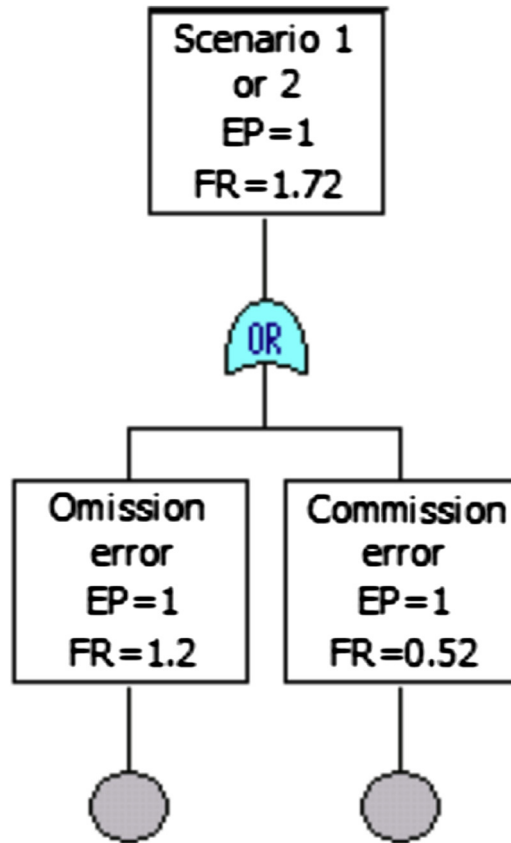 Scenario 1
or 2
EP=1
FR=1.72
OR
Omission
error
EP=1
FR=1.2
Commission
error
EP=1
FR=0.52